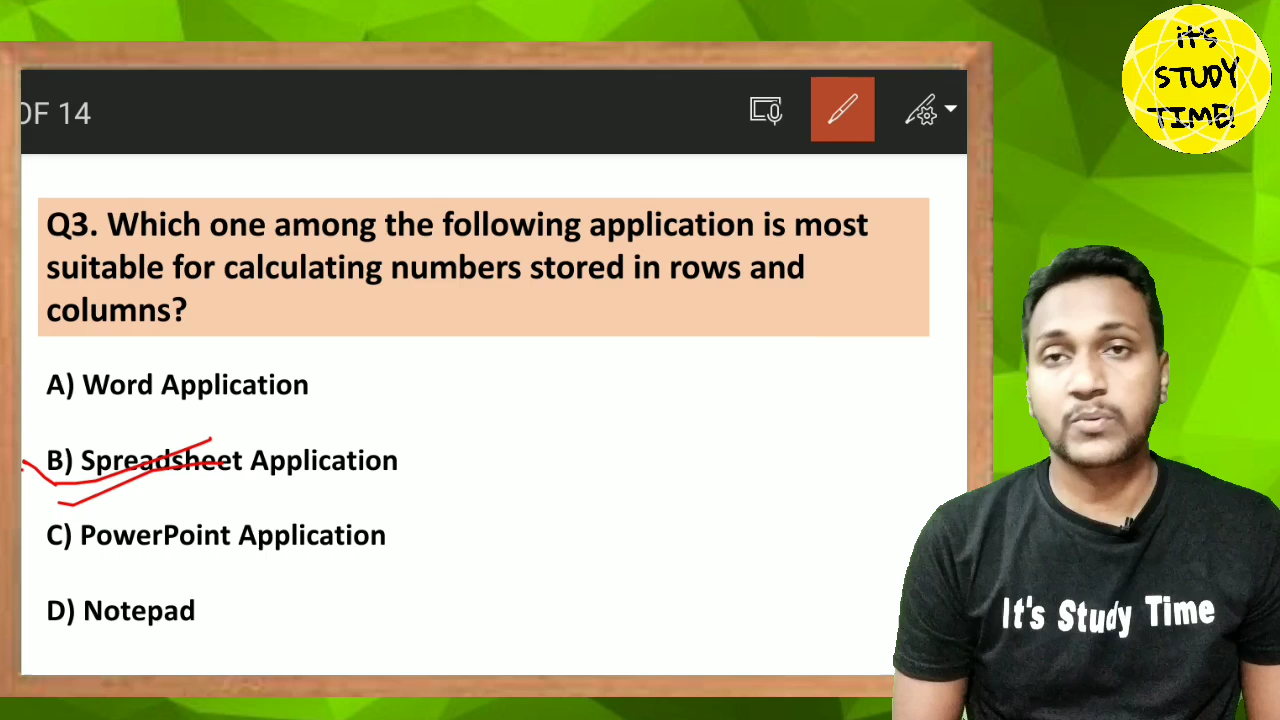 OF 14
it's
STUDY
TIME!
Q3. Which one among the following application is most
suitable for calculating numbers stored in rows and
columns?
A) Word Application
B) Spreadsheet Application
C) PowerPoint Application
D) Notepad
It's Study Time